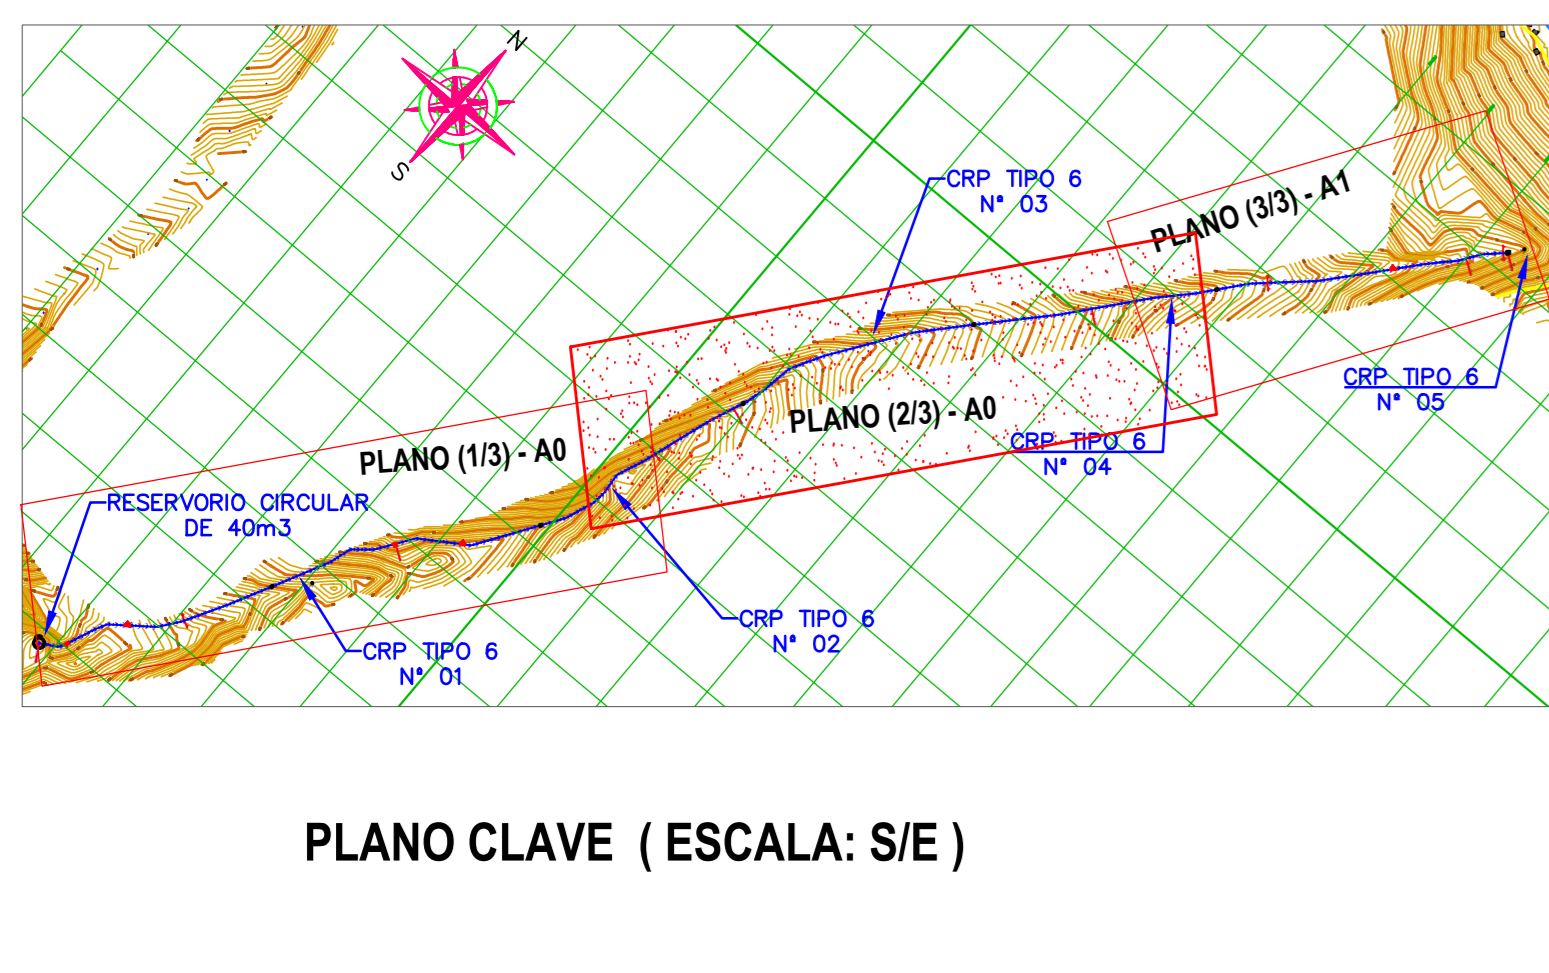 N
S
CRP TIPO 6
Nº 03
PLANO (3/3) - A1
CRP TIPO 6
Nº 05
PLANO (2/3) - A0
CRP TIPO 6
Nº 04
PLANO (1/3) - A0
RESERVORIO CIRCULAR
DE 40m3
CRP TIPO 6
Nº 02
CRP TIPO 6
Nº 01
PLANO CLAVE ( ESCALA: S/E )